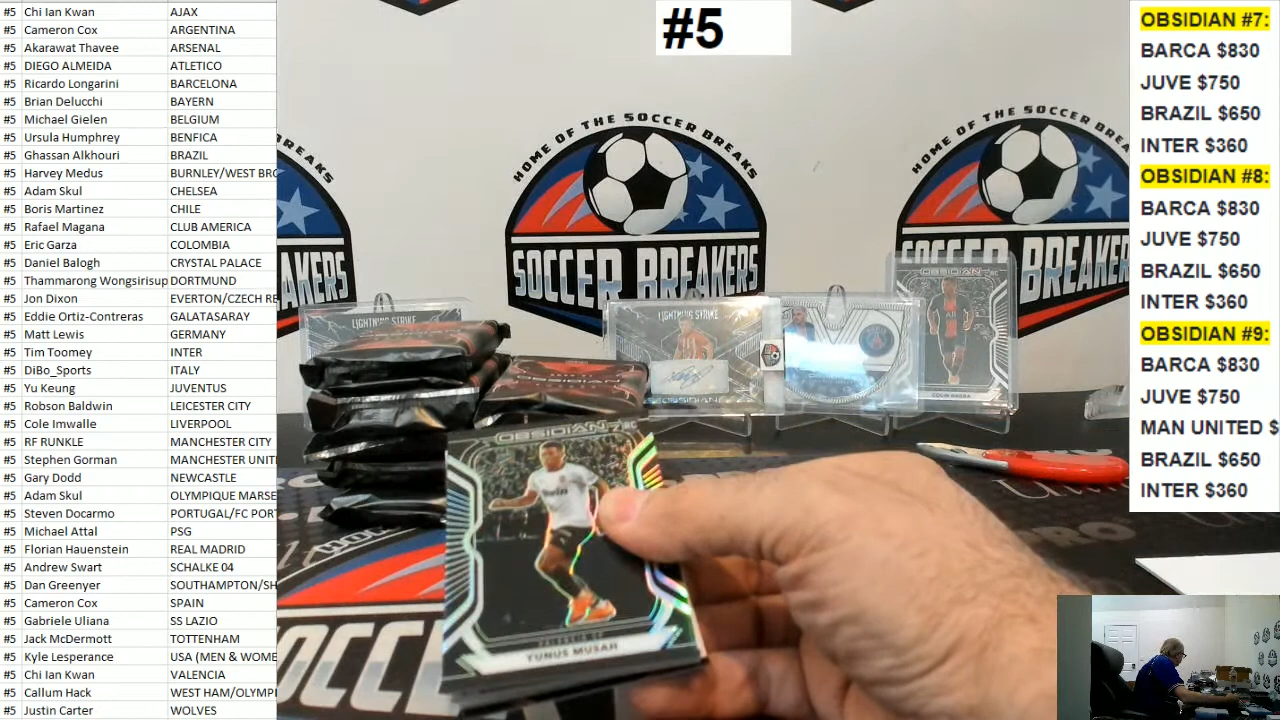 #5 Chi Ian Kwan AJAX
#5 Cameron Cox ARGENTINA
#5 Akarawat Thavee ARSENAL
#5 DIEGO ALMEIDA ATLETICO
#5 Ricardo Longarini BARCELONA
#5 Brian Delucchi BAYERN
#5 Michael Gielen BELGIUM
#5 Ursula Humphrey BENFICA
#5 Ghassan Alkhouri BRAZIL
#5 Harvey Medus BURNLEY/WEST BRO
#5 Adam Skul CHELSEA
#5 Boris Martinez CHILE
#5 Rafael Magana CLUB AMERICA
#5 Eric Garza COLOMBIA
#5 Daniel Balogh CRYSTAL PALACE
#5 Thammarong Wongsirisup DORTMUND
#5 Jon Dixon EVERTON/CZECH RE
#5 Eddie Ortiz-Contreras GALATASARAY
#5 Matt Lewis GERMANY
#5 Tim Toomey INTER
#5 DiBo_Sports ITALY
#5 Yu Keung JUVENTUS
#5 Robson Baldwin LEICESTER CITY
#5 Cole Imwalle LIVERPOOL
#5 RF RUNKLE MANCHESTER CITY
#5 Stephen Gorman MANCHESTER UNIT
#5 Gary Dodd NEWCASTLE
#5 Adam Skul OLYMPIQUE MARSE
#5 Steven Docarmo PORTUGAL/FC POR
#5 Michael Attal PSG
#5 Florian Hauenstein REAL MADRID
#5 Andrew Swart SCHALKE 04
#5 Dan Greenyer SOUTHAMPTON/SH
#5 Cameron Cox SPAIN
#5 Gabriele Uliana SS LAZIO
#5 Jack McDermott TOTTENHAM
#5 Kyle Lesperance USA (MEN & WOME
#5 Chi Ian Kwan VALENCIA
#5 Callum Hack WEST HAM/OLYMPI
#5 Justin Carter WOLVES
#5
HOME OF THE SOCCER BREAKS
SOCCER BREAKERS
HOME OF THE SOCCER BREA
SOCCER BREAKERS
AKERS
LIGHTNING STRIKE
LIGHTNING STRIKE
OBSIDIAN
OBSIDIAN
OBSIDIAN
YUNUS MUSAH
SOCC
OBSIDIAN #7:
BARCA $830
JUVE $750
BRAZIL $650
INTER $360
OBSIDIAN #8:
BARCA $830
JUVE $750
BRAZIL $650
INTER $360
OBSIDIAN #9:
BARCA $830
JUVE $750
MAN UNITED $
BRAZIL $650
INTER $360